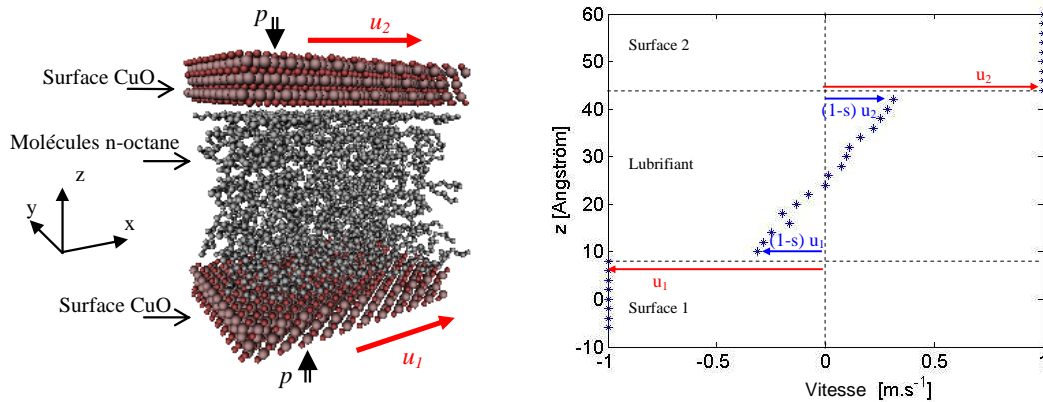 p
u2
Surface CuO
Molécules n-octane
z
y
x
Surface CuO
u1
p
60
50
40
30
20
10
0
-10
z [Angström]
Surface 2
u2
(1-s) u2
Lubrifiant
(1-s) u1
u1
Surface 1
-1
-0.5
0
0.5
1
Vitesse [m.s-1]